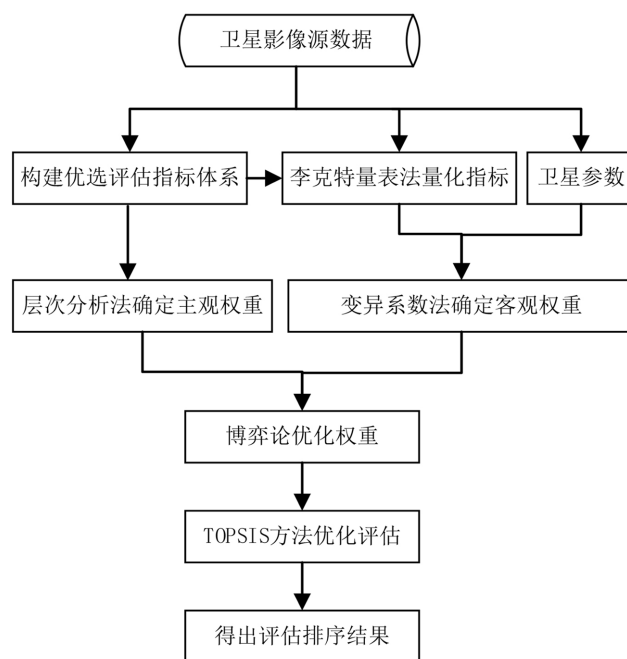 卫星影像源数据
构建优选评估指标体系
李克特量表法量化指标
卫星参数
层次分析法确定主观权重
变异系数法确定客观权重
博弈论优化权重
TOPSIS方法优化评估
得出评估排序结果